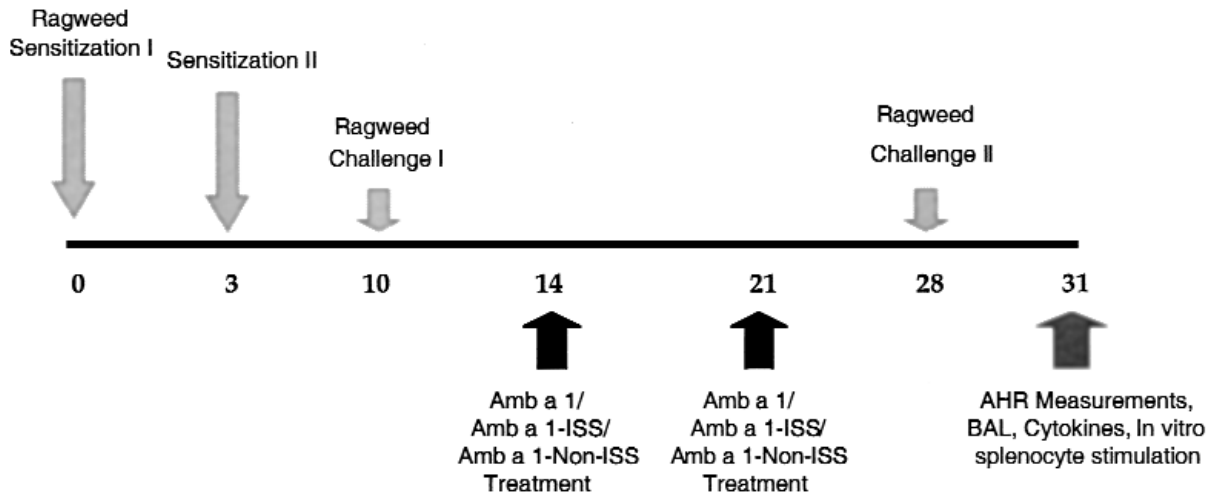 Ragweed
Sensitization I
Sensitization II
Ragweed
Challenge I
Ragweed
Challenge II
0
3
10
14
21
28
31
Amb a 1/
Amb a 1-ISS/
Amb a 1-Non-ISS
Treatment
Amb a 1/
Amb a 1-ISS/
Amb a 1-Non-ISS
Treatment
AHR Measurements,
BAL, Cytokines, In vitro
splenocyte stimulation